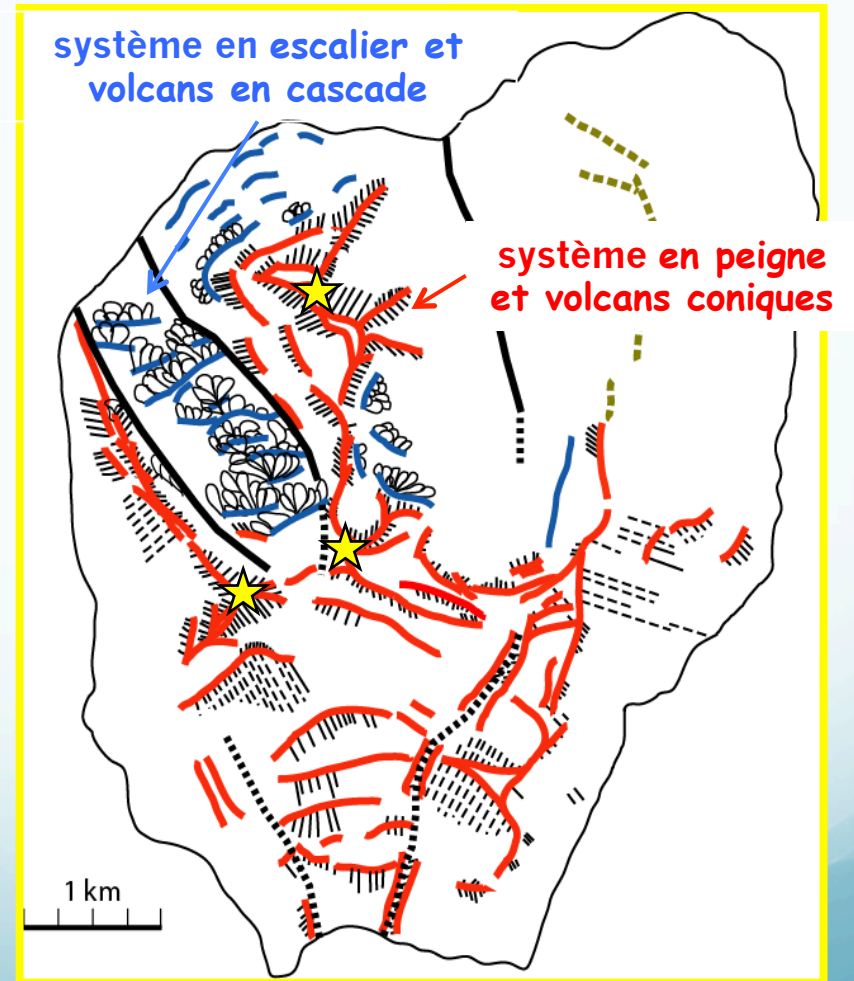 système en escalier et
volcans en cascade
système en peigne
et volcans coniques
1 km